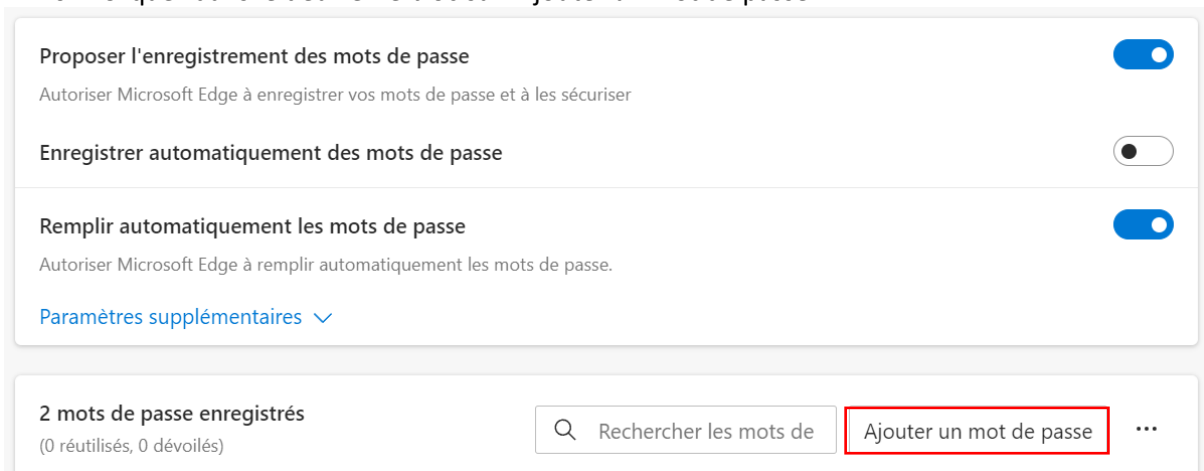 Proposer l'enregistrement des mots de passe
Autoriser Microsoft Edge à enregistrer vos mots de passe et à les sécuriser
Enregistrer automatiquement des mots de passe
Remplir automatiquement les mots de passe
Autoriser Microsoft Edge à remplir automatiquement les mots de passe.
Paramètres supplémentaires
2 mots de passe enregistrés
(0 réutilisés, 0 dévoilés)
Rechercher les mots de
Ajouter un mot de passe
...